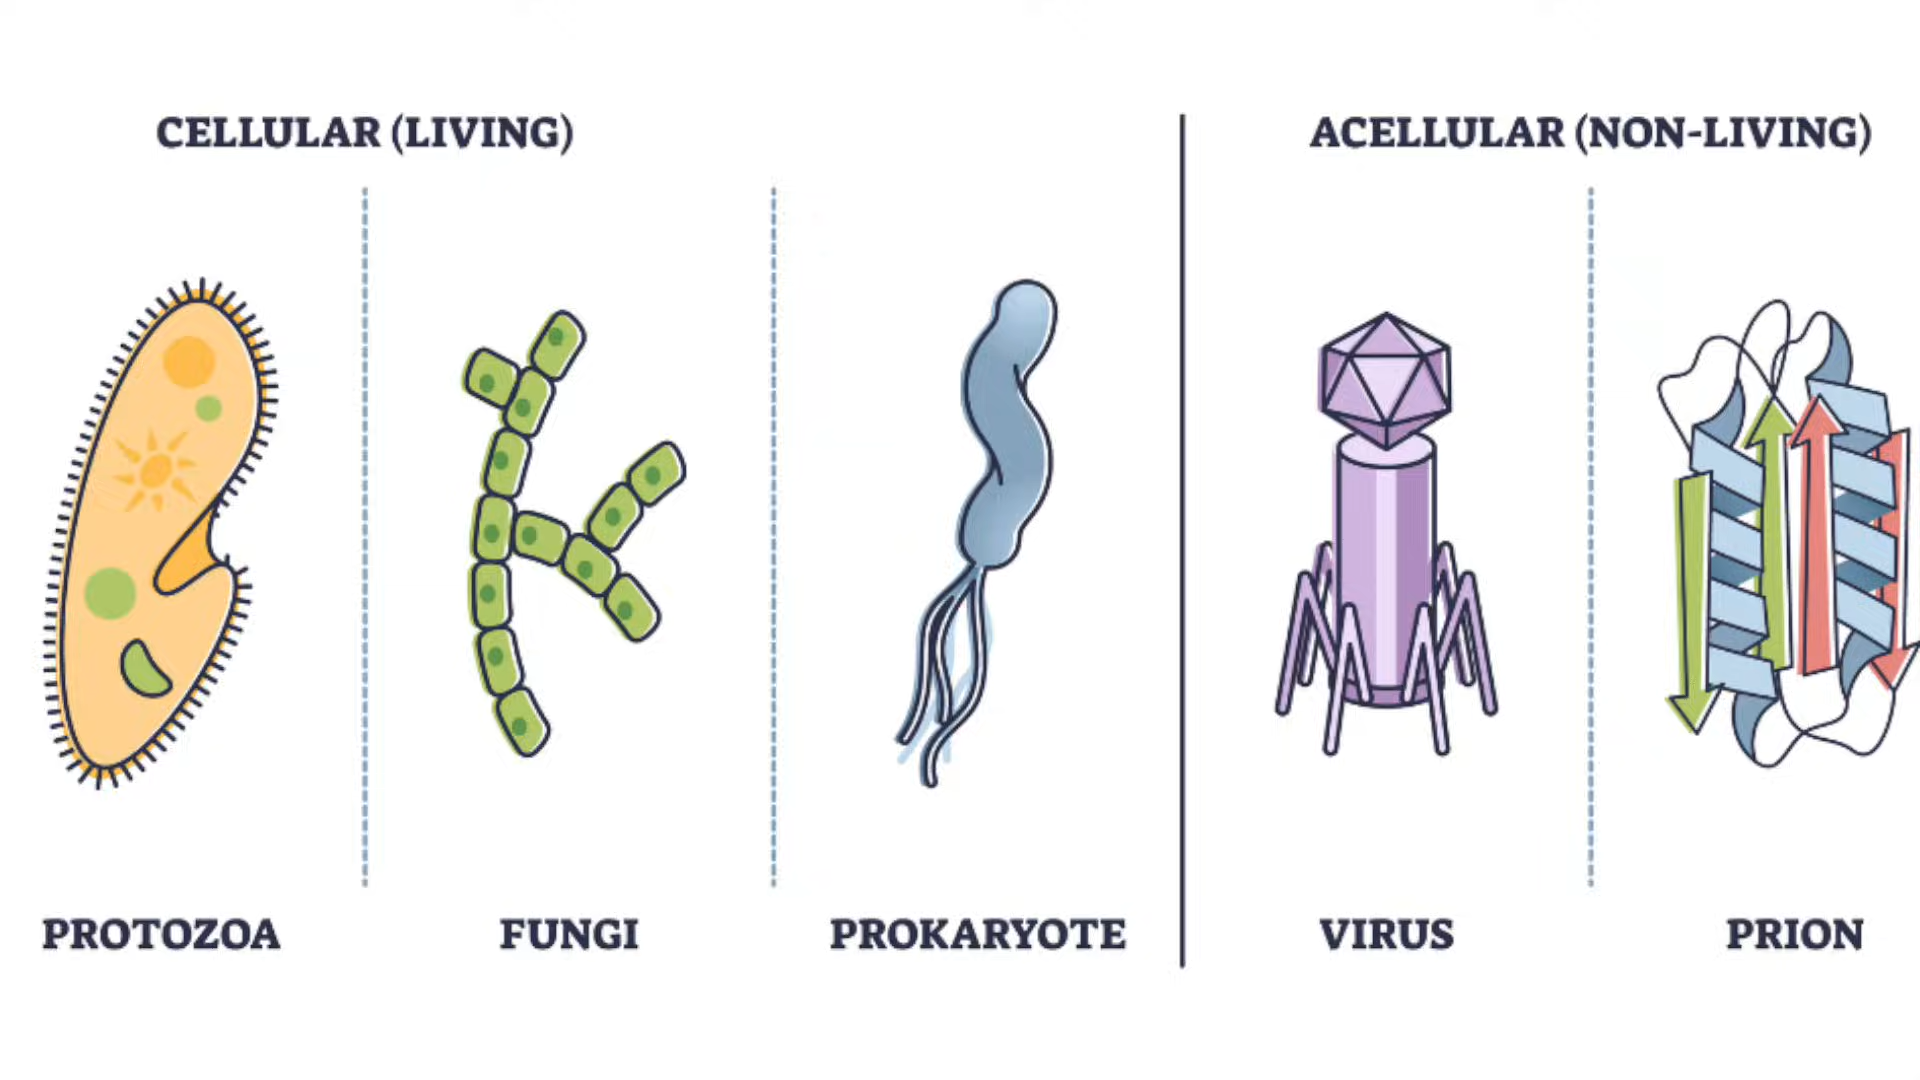 CELLULAR (LIVING)
ACELLULAR (NON-LIVING)
PROTOZOA
FUNGI
PROKARYOTE
VIRUS
PRION